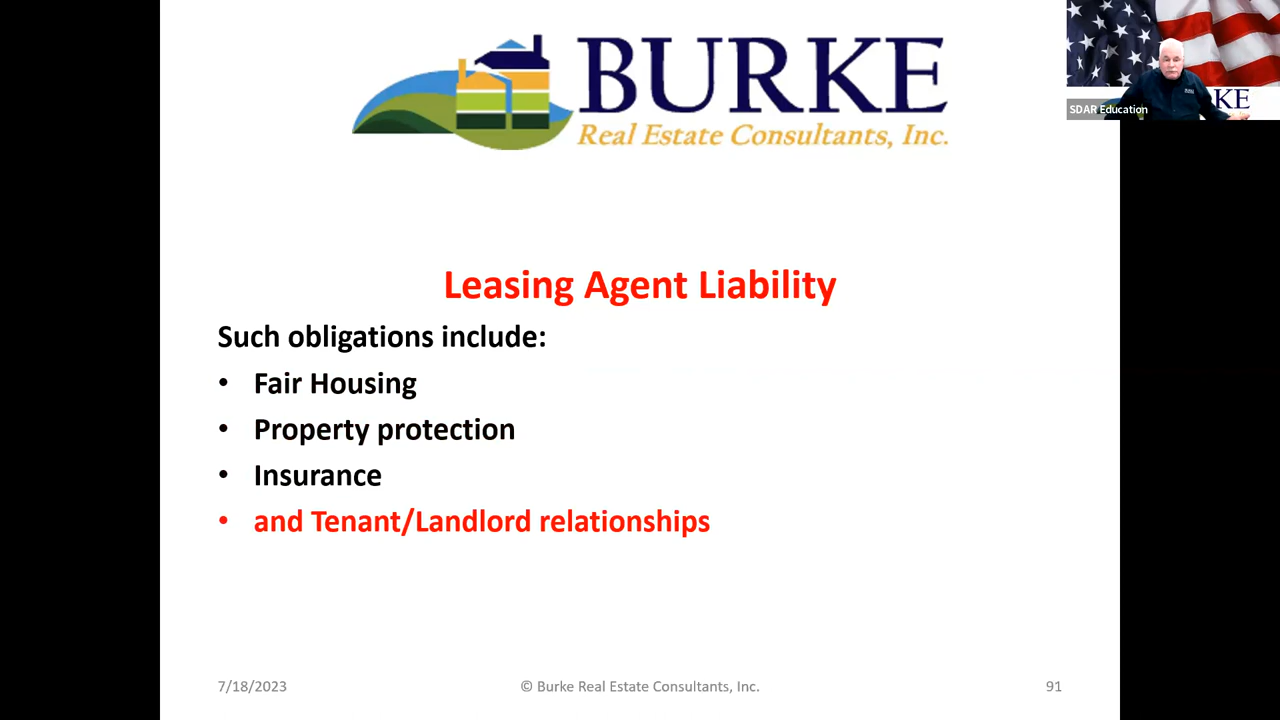 BURKE
Real Estate Consultants, Inc.
SDAR Education
KE
Leasing Agent Liability
Such obligations include:
• Fair Housing
• Property protection
• Insurance
• and Tenant/Landlord relationships
7/18/2023
© Burke Real Estate Consultants, Inc.
91